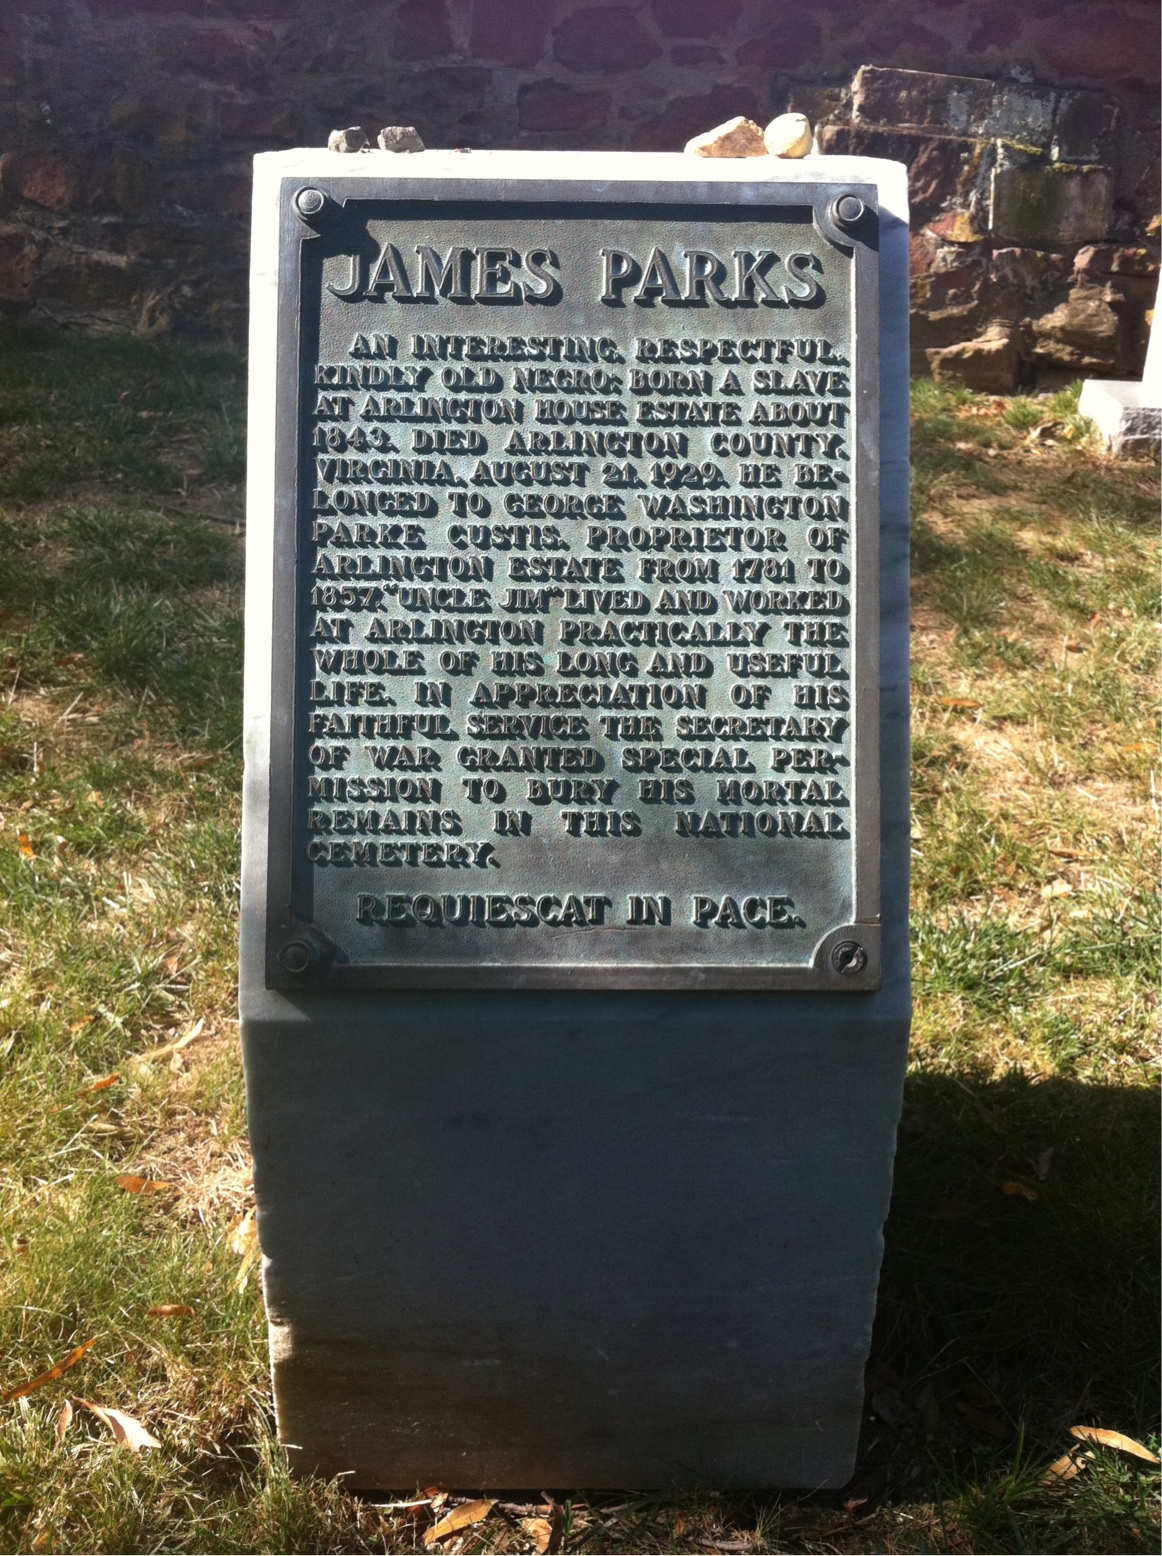 JAMES PARKS
AN INTERESTING, RESPECTFUL,
KINDLY OLD NEGRO: BORN A SLAVE
AT ARLINGTON HOUSE ESTATE ABOUT
1843. DIED ARLINGTON COUNTY,
VIRGINIA, AUGUST 21, 1929. HE BE-
LONGED TO GEORGE WASHINGTON
PARKE CUSTIS, PROPRIETOR OF
ARLINGTON ESTATE FROM 1781 TO
1857. "UNCLE JIM" LIVED AND WORKED
AT ARLINGTON PRACTICALLY THE
WHOLE OF HIS LONG AND USEFUL
LIFE. IN APPRECIATION OF HIS
FAITHFUL SERVICE THE SECRETARY
OF WAR GRANTED SPECIAL PER-
MISSION TO BURY HIS MORTAL
REMAINS IN THIS NATIONAL
CEMETERY.
REQUIESCAT IN PACE.